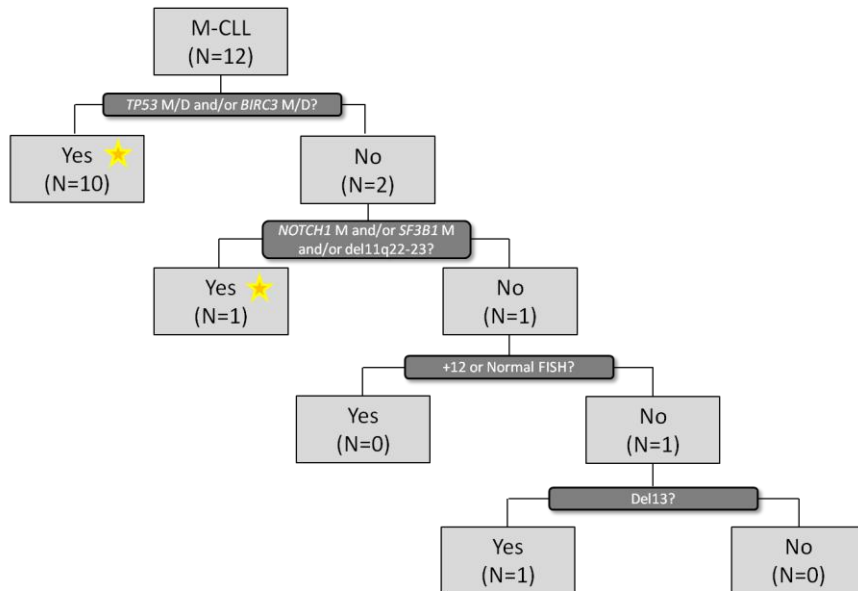 M-CLL
(N=12)
TP53 M/D and/or BIRC3 M/D?
Yes
(N=10)
No
(N=2)
NOTCH1 M and/or SF3B1 M
and/or del11q22-23?
Yes
(N=1)
No
(N=1)
+12 or Normal FISH?
Yes
(N=0)
No
(N=1)
Del13?
Yes
(N=1)
No
(N=0)